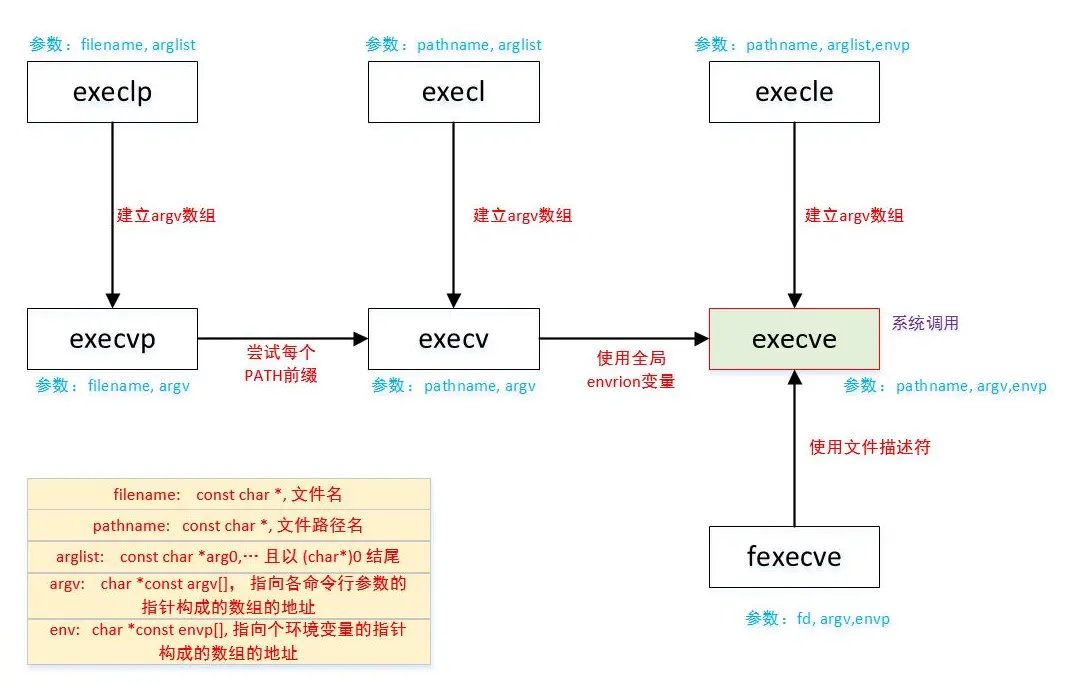 参数：filename, arglist
参数：pathname, arglist
参数：pathname, arglist,envp
execlp
execl
execle
建立argv数组
建立argv数组
建立argv数组
execvp
execv
execve
系统调用
尝试每个
PATH前缀
使用全局
envrion变量
参数：filename, argv
参数：pathname, argv
参数：pathname, argv,envp
使用文件描述符
filename: const char *, 文件名
pathname: const char *, 文件路径名
arglist: const char *arg0,… 且以 (char*)0 结尾
argv: char *const argv[]， 指向各命令行参数的
指针构成的数组的地址
env: char *const envp[], 指向个环境变量的指针
构成的数组的地址
fexecve
参数：fd, argv,envp